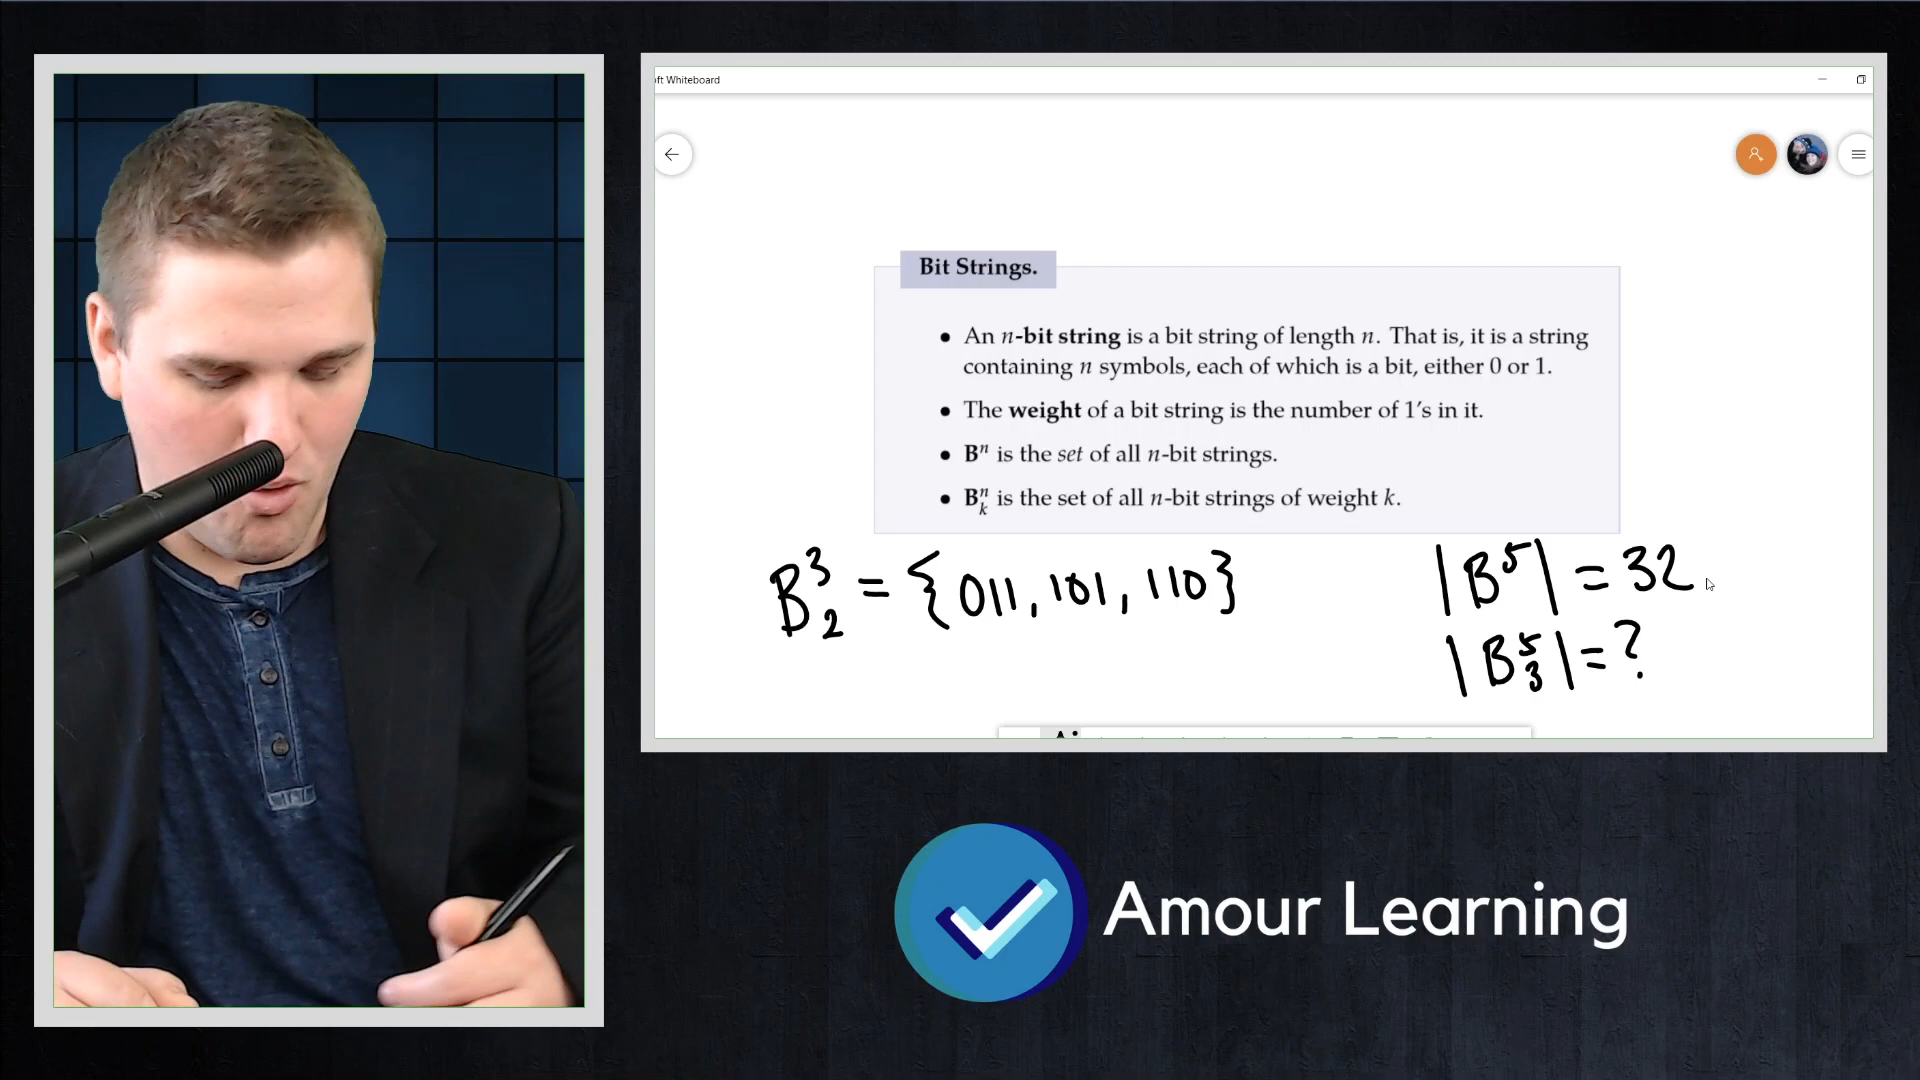 oft Whiteboard
Bit Strings.
• An n-bit string is a bit string of length n. That is, it is a string
containing n symbols, each of which is a bit, either 0 or 1.
• The weight of a bit string is the number of 1's in it.
• Bⁿ is the set of all n-bit strings.
• Bⁿₖ is the set of all n-bit strings of weight k.
B³₂ = {011, 101, 110}
|B⁵| = 32
|B⁵₃| = ?
Amour Learning